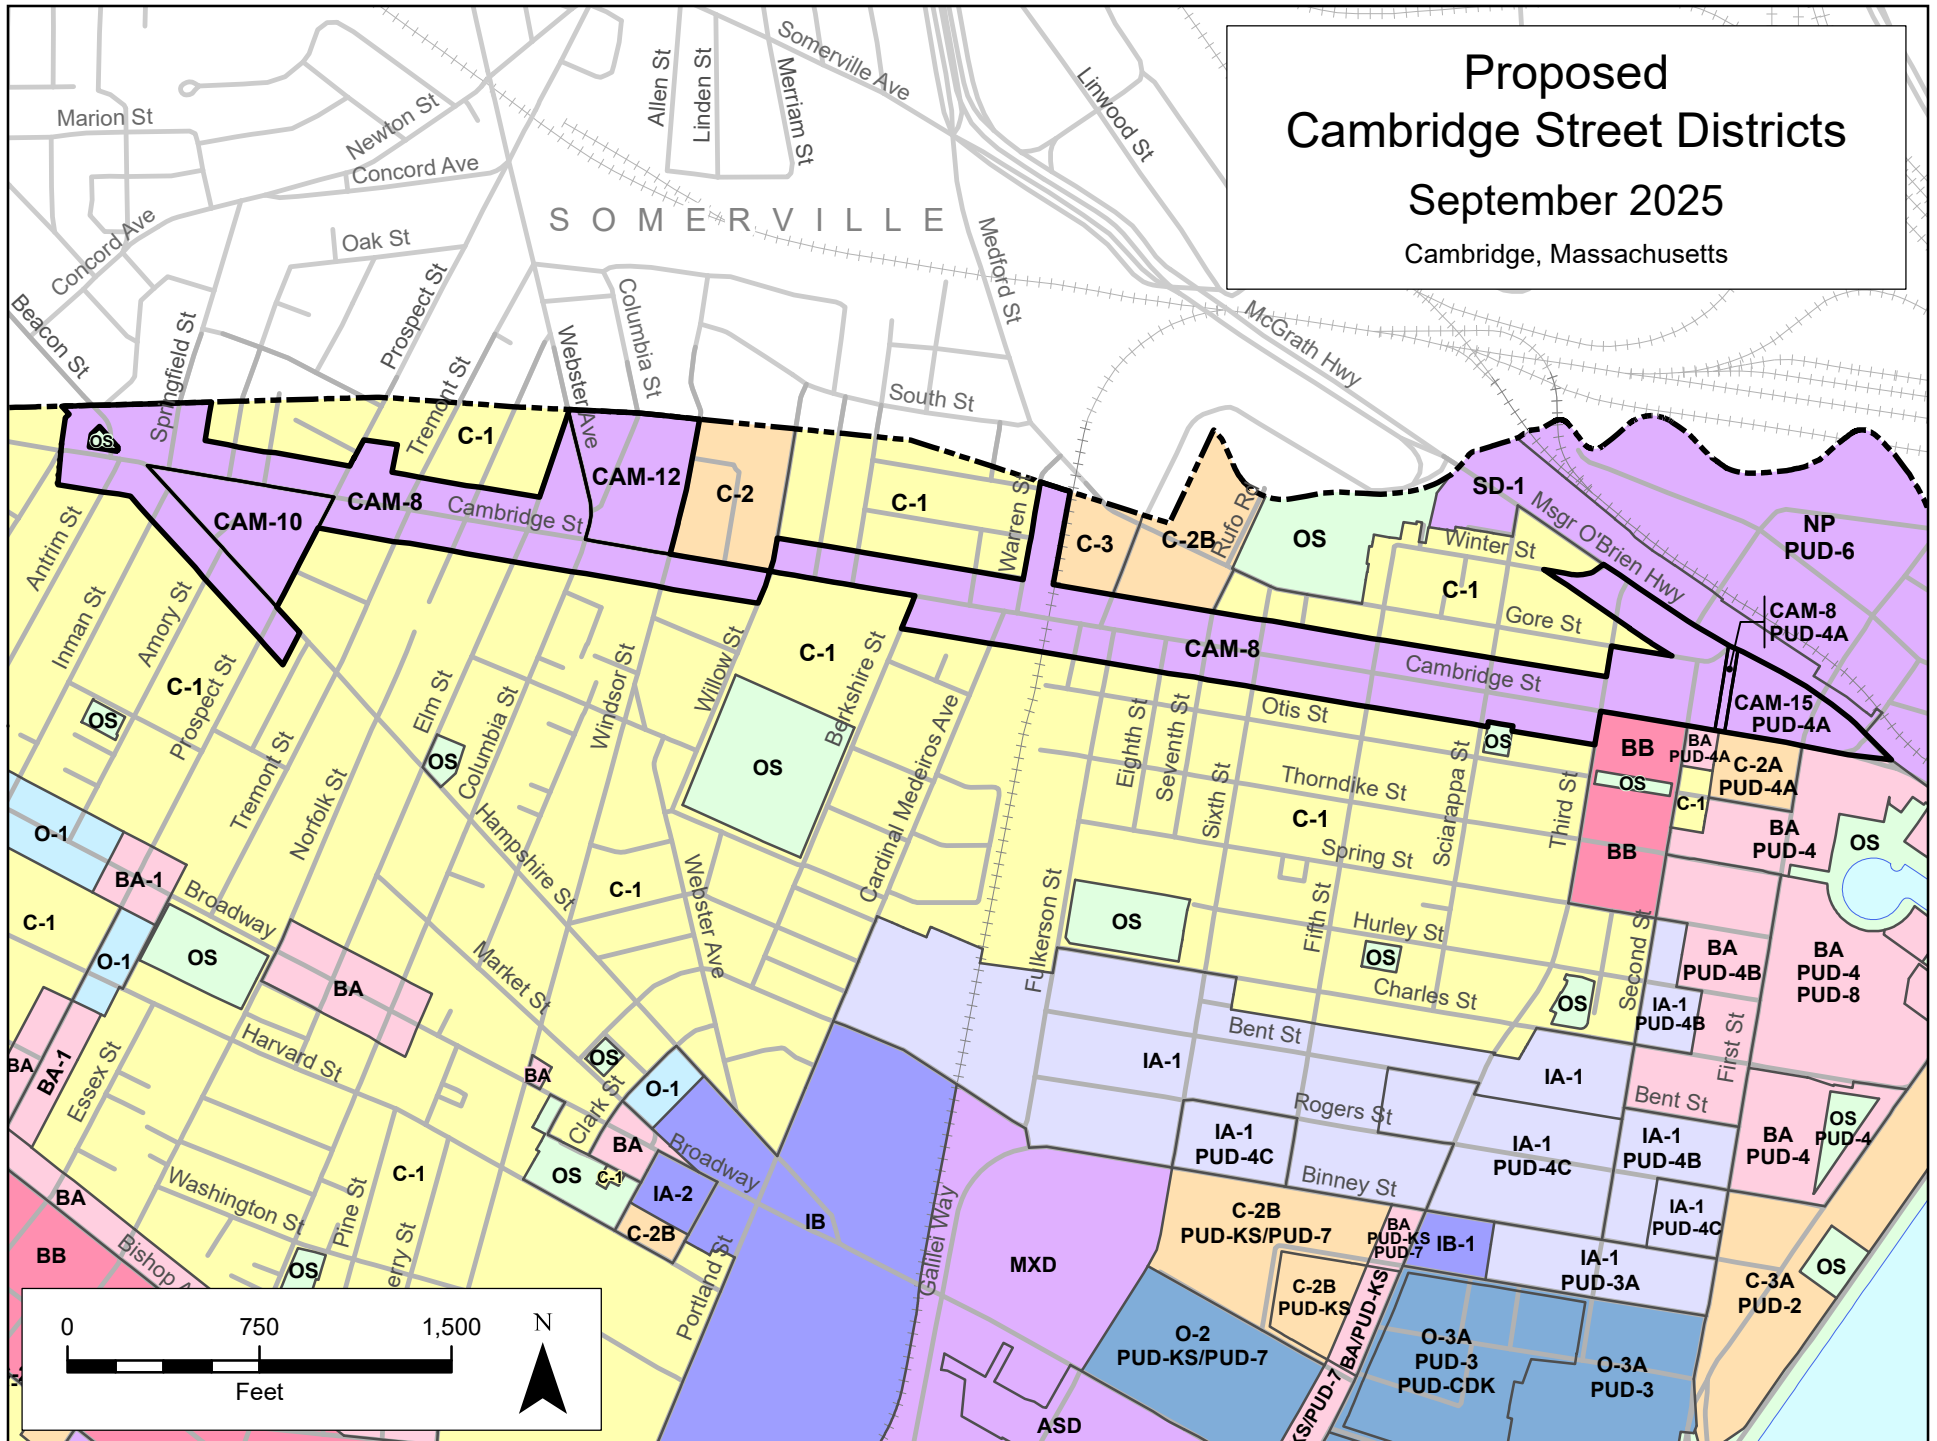 Proposed
Cambridge Street Districts
September 2025
Cambridge, Massachusetts
SOMERVILLE
Marion St
Newton St
Concord Ave
Concord Ave
Oak St
Beacon St
Springfield St
Prospect St
Tremont St
Allen St
Linden St
Merriam St
Somerville Ave
Linwood St
Columbia St
Webster Ave
Medford St
McGrath Hwy
South St
OS
C-1
CAM-12
C-2
CAM-10
CAM-8
Cambridge St
C-1
Warren St
C-3
C-2B
Rufo Rd
OS
SD-1
Msgr O'Brien Hwy
Winter St
C-1
Gore St
NP
PUD-6
CAM-8
PUD-4A
CAM-15
PUD-4A
CAM-8
Cambridge St
Antrim St
Inman St
Amory St
C-1
Prospect St
OS
Tremont St
Norfolk St
Elm St
OS
Columbia St
Windsor St
Willow St
C-1
Berkshire St
OS
Cardinal Medeiros Ave
Hampshire St
Webster Ave
C-1
Otis St
Eighth St
Seventh St
Sixth St
Thorndike St
C-1
Spring St
Sciarappa St
OS
Third St
BB
OS
BB
BA
PUD-4A
C-2A
PUD-4A
C-1
BA
PUD-4
OS
O-1
BA-1
Broadway
C-1
O-1
OS
BA
Market St
Fulkerson St
OS
Fifth St
Hurley St
OS
Charles St
OS
Second St
BA
PUD-4B
IA-1
PUD-4B
First St
BA
PUD-4
PUD-8
BA
BA-1
Essex St
Harvard St
BA
OS
Clark St
O-1
BA
Broadway
OS
C-1
IA-2
C-2B
IB
Portland St
Washington St
Pine St
C-1
erry St
OS
BA
BB
Bishop A
Bent St
IA-1
IA-1
Bent St
Rogers St
IA-1
PUD-4C
IA-1
PUD-4C
IA-1
PUD-4B
BA
PUD-4
OS
PUD-4
Binney St
IA-1
PUD-4C
Galilei Way
MXD
C-2B
PUD-KS/PUD-7
BA
PUD-KS
PUD-7
IB-1
IA-1
PUD-3A
C-3A
PUD-2
OS
C-2B
PUD-KS
BA/PUD-KS
KS/PUD-7
O-2
PUD-KS/PUD-7
O-3A
PUD-3
PUD-CDK
O-3A
PUD-3
ASD
0 750 1,500
Feet
N